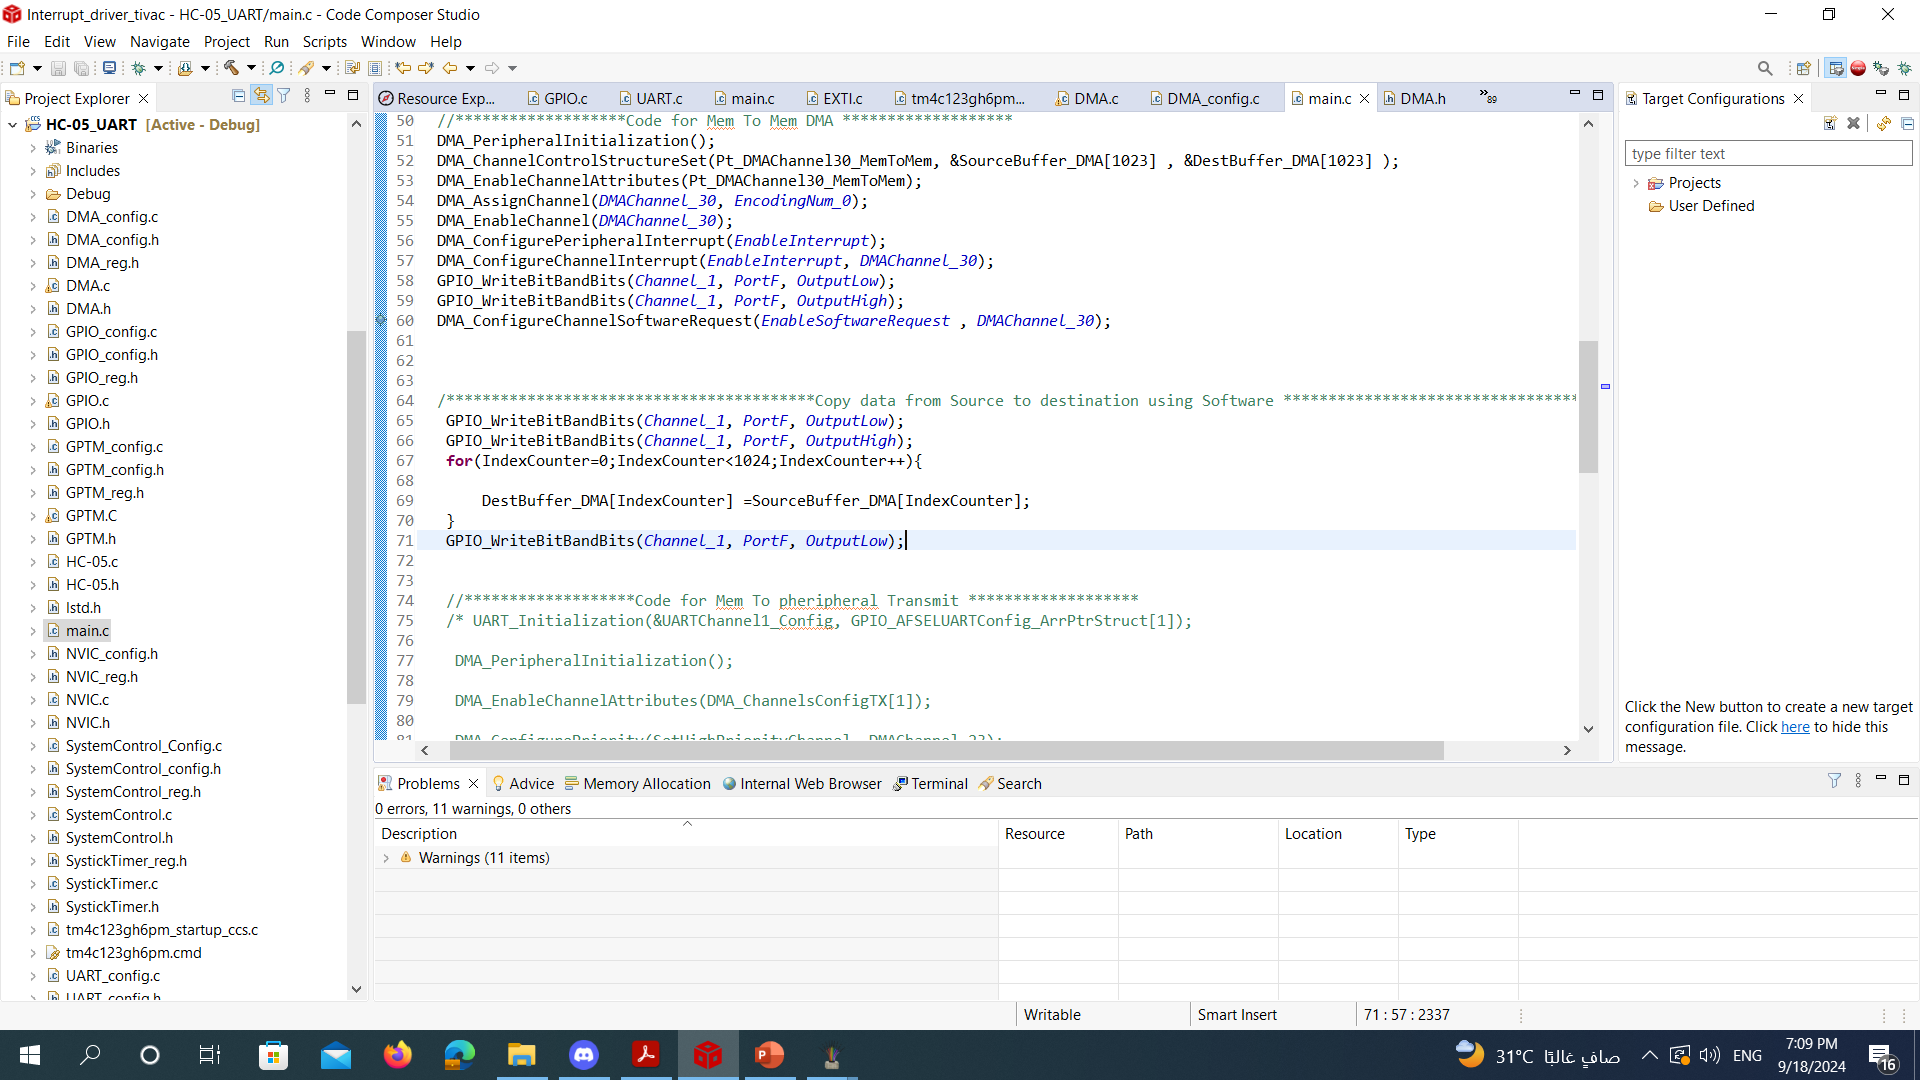 Interrupt_driver_tivac - HC-05_UART/main.c - Code Composer Studio
File Edit View Navigate Project Run Scripts Window Help
Project Explorer
HC-05_UART [Active - Debug]
Binaries
Includes
Debug
DMA_config.c
DMA_config.h
DMA_reg.h
DMA.c
DMA.h
GPIO_config.c
GPIO_config.h
GPIO_reg.h
GPIO.c
GPIO.h
GPTM_config.c
GPTM_config.h
GPTM_reg.h
GPTM.C
GPTM.h
HC-05.c
HC-05.h
lstd.h
main.c
NVIC_config.h
NVIC_reg.h
NVIC.c
NVIC.h
SystemControl_Config.c
SystemControl_config.h
SystemControl_reg.h
SystemControl.c
SystemControl.h
SystickTimer_reg.h
SystickTimer.c
SystickTimer.h
tm4c123gh6pm_startup_ccs.c
tm4c123gh6pm.cmd
UART_config.c
UART_config.h
Resource Exp... GPIO.c UART.c main.c EXTI.c tm4c123gh6pm... DMA.c DMA_config.c main.c DMA.h »89
50 //*******************Code for Mem To Mem DMA *******************
51 DMA_PeripheralInitialization();
52 DMA_ChannelControlStructureSet(Pt_DMAChannel30_MemToMem, &SourceBuffer_DMA[1023] , &DestBuffer_DMA[1023] );
53 DMA_EnableChannelAttributes(Pt_DMAChannel30_MemToMem);
54 DMA_AssignChannel(DMAChannel_30, EncodingNum_0);
55 DMA_EnableChannel(DMAChannel_30);
56 DMA_ConfigurePeripheralInterrupt(EnableInterrupt);
57 DMA_ConfigureChannelInterrupt(EnableInterrupt, DMAChannel_30);
58 GPIO_WriteBitBandBits(Channel_1, PortF, OutputLow);
59 GPIO_WriteBitBandBits(Channel_1, PortF, OutputHigh);
60 DMA_ConfigureChannelSoftwareRequest(EnableSoftwareRequest , DMAChannel_30);
61
62
63
64 /*****************************************Copy data from Source to destination using Software *********************************
65 GPIO_WriteBitBandBits(Channel_1, PortF, OutputLow);
66 GPIO_WriteBitBandBits(Channel_1, PortF, OutputHigh);
67 for(IndexCounter=0;IndexCounter<1024;IndexCounter++){
68
69 DestBuffer_DMA[IndexCounter] =SourceBuffer_DMA[IndexCounter];
70 }
71 GPIO_WriteBitBandBits(Channel_1, PortF, OutputLow);
72
73
74 //*******************Code for Mem To pheripheral Transmit *******************
75 /* UART_Initialization(&UARTChannel1_Config, GPIO_AFSELUARTConfig_ArrPtrStruct[1]);
76
77 DMA_PeripheralInitialization();
78
79 DMA_EnableChannelAttributes(DMA_ChannelsConfigTX[1]);
80
81 DMA_ConfigurePriority(SetHighPriorityChannel, DMAChannel_23);
Target Configurations
type filter text
Projects
User Defined
Click the New button to create a new target
configuration file. Click here to hide this
message.
Problems Advice Memory Allocation Internal Web Browser Terminal Search
0 errors, 11 warnings, 0 others
Description Resource Path Location Type
Warnings (11 items)
Writable Smart Insert 71 : 57 : 2337
31°C صافٍ غالبًا ENG 7:09 PM
9/18/2024
16